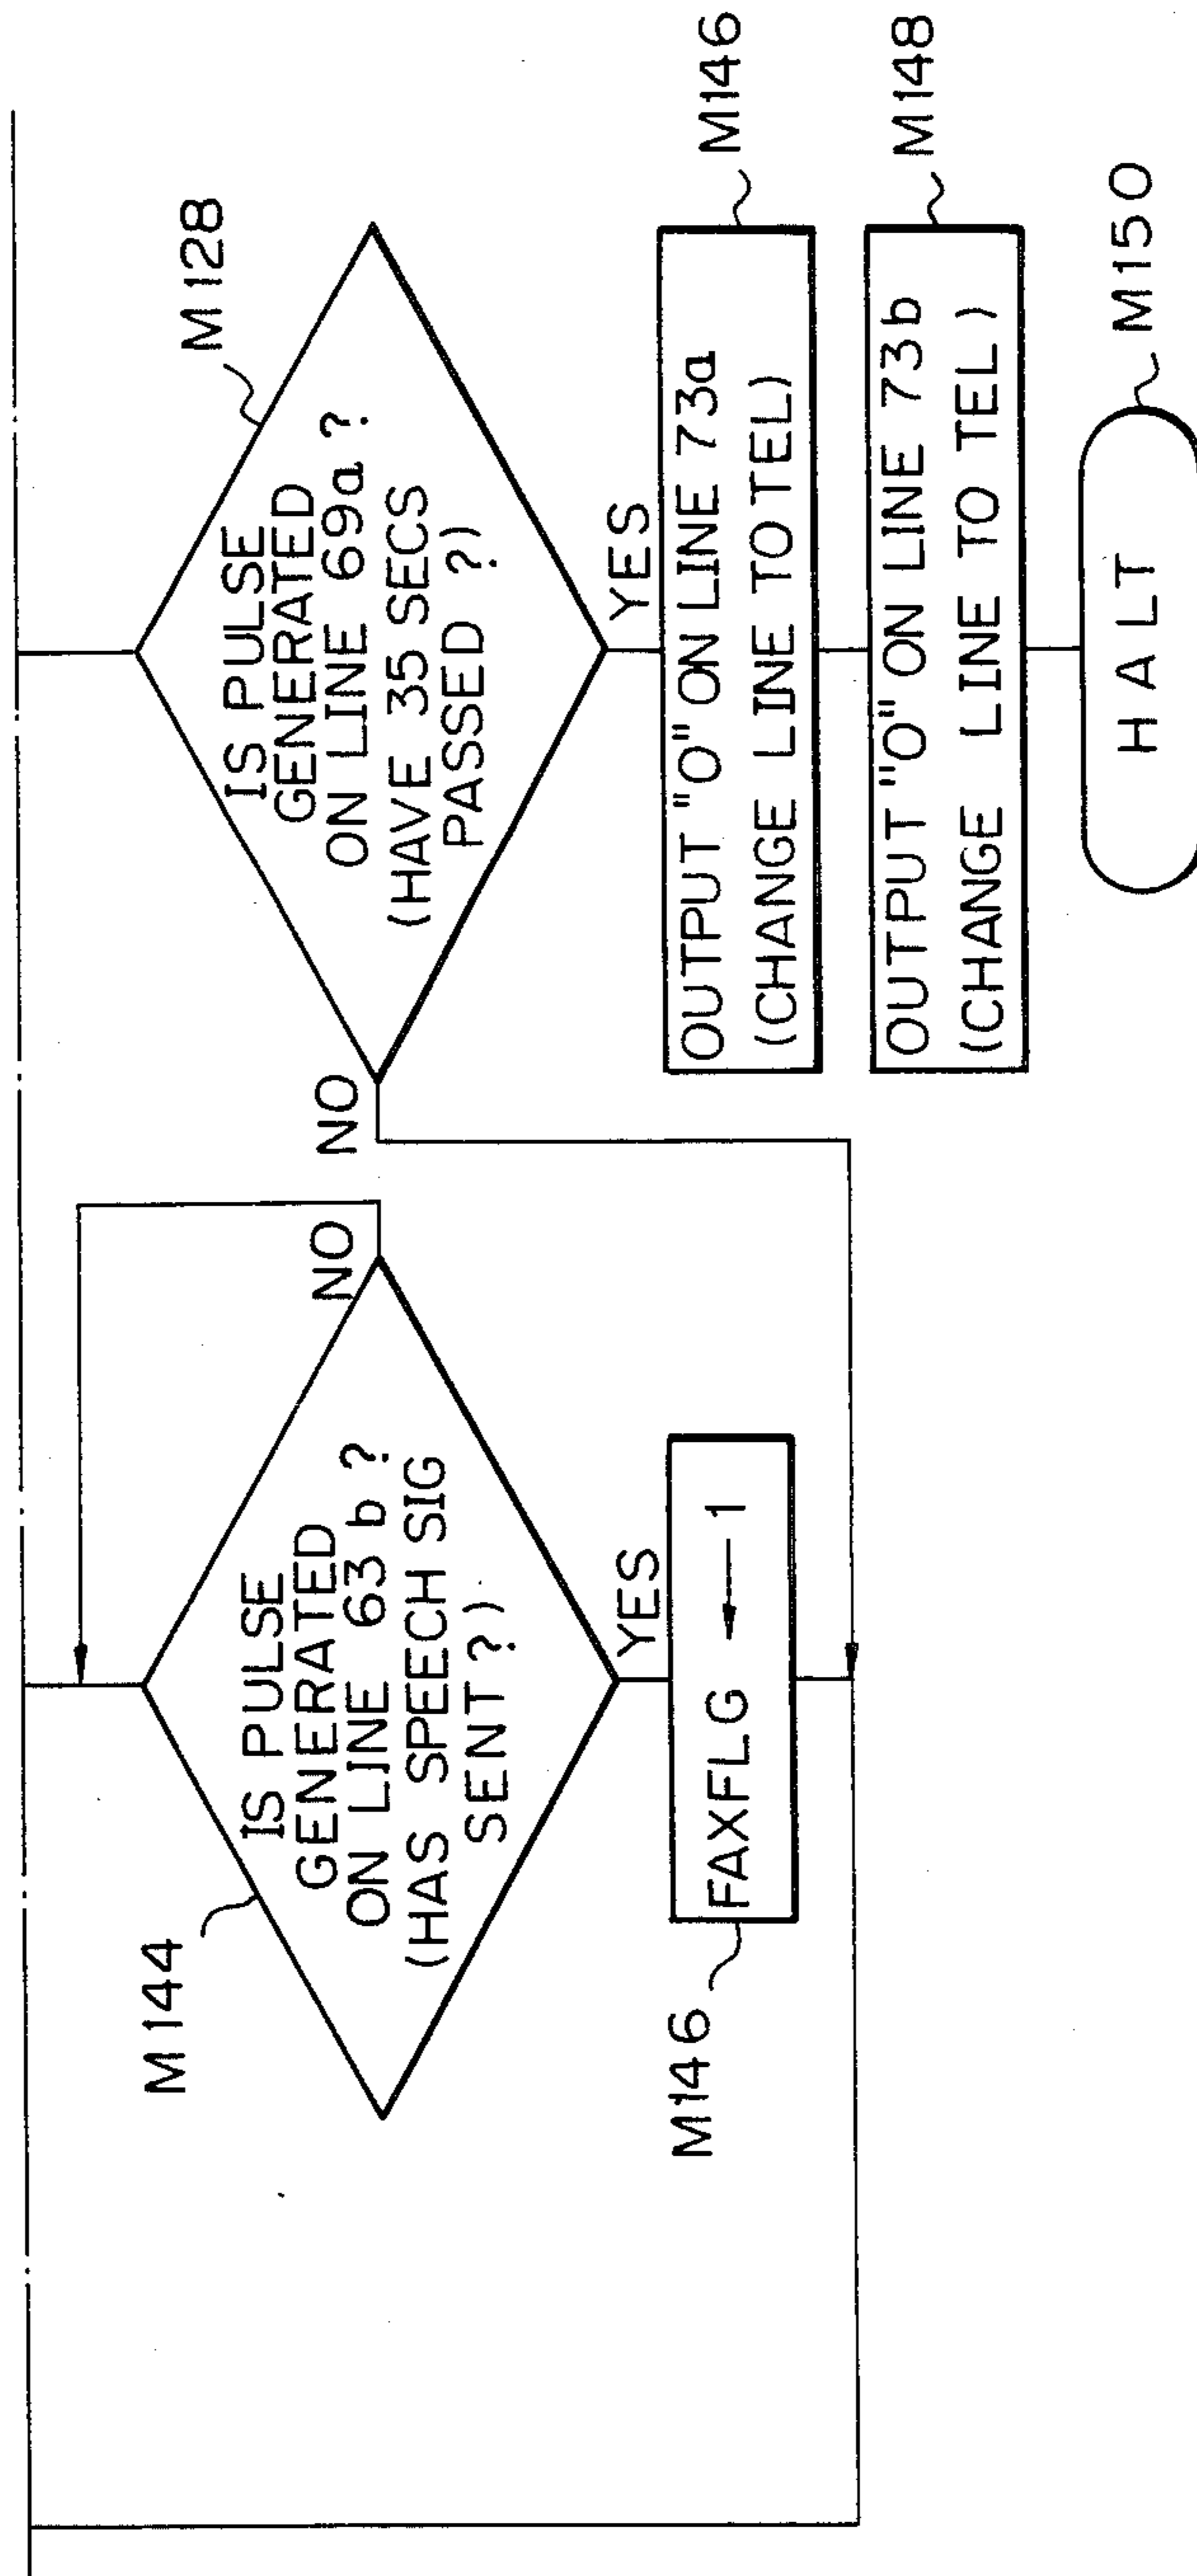 M144
IS PULSE
GENERATED
ON LINE 63b ?
(HAS SPEECH SIG
SENT ?)
NO
YES
M146
FAXFLG ← 1
M128
IS PULSE
GENERATED
ON LINE 69a ?
(HAVE 35 SECS
PASSED ?)
NO
YES
OUTPUT "O" ON LINE 73a
(CHANGE LINE TO TEL)
M146
OUTPUT "O" ON LINE 73b
(CHANGE LINE TO TEL)
M148
HALT
M150